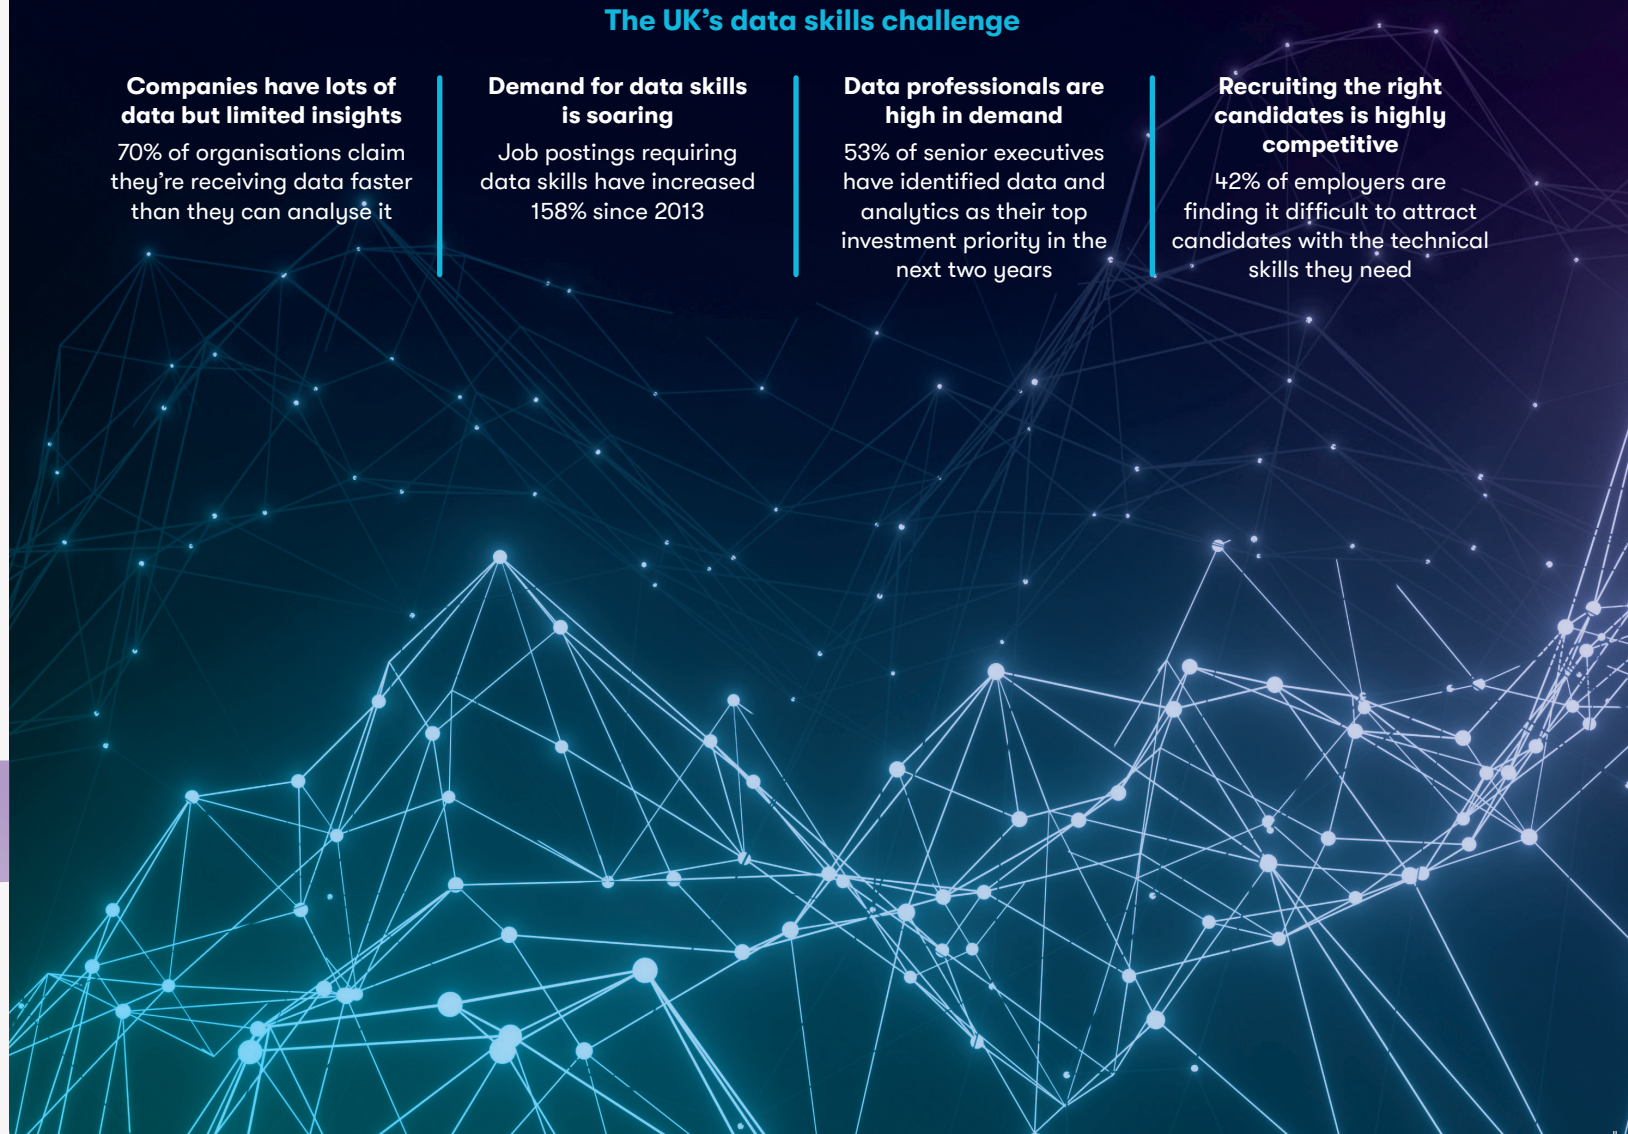 The UK’s data skills challenge
Companies have lots of
data but limited insights
70% of organisations claim
they’re receiving data faster
than they can analyse it
Demand for data skills
is soaring
Job postings requiring
data skills have increased
158% since 2013
Data professionals are
high in demand
53% of senior executives
have identified data and
analytics as their top
investment priority in the
next two years
Recruiting the right
candidates is highly
competitive
42% of employers are
finding it difficult to attract
candidates with the technical
skills they need